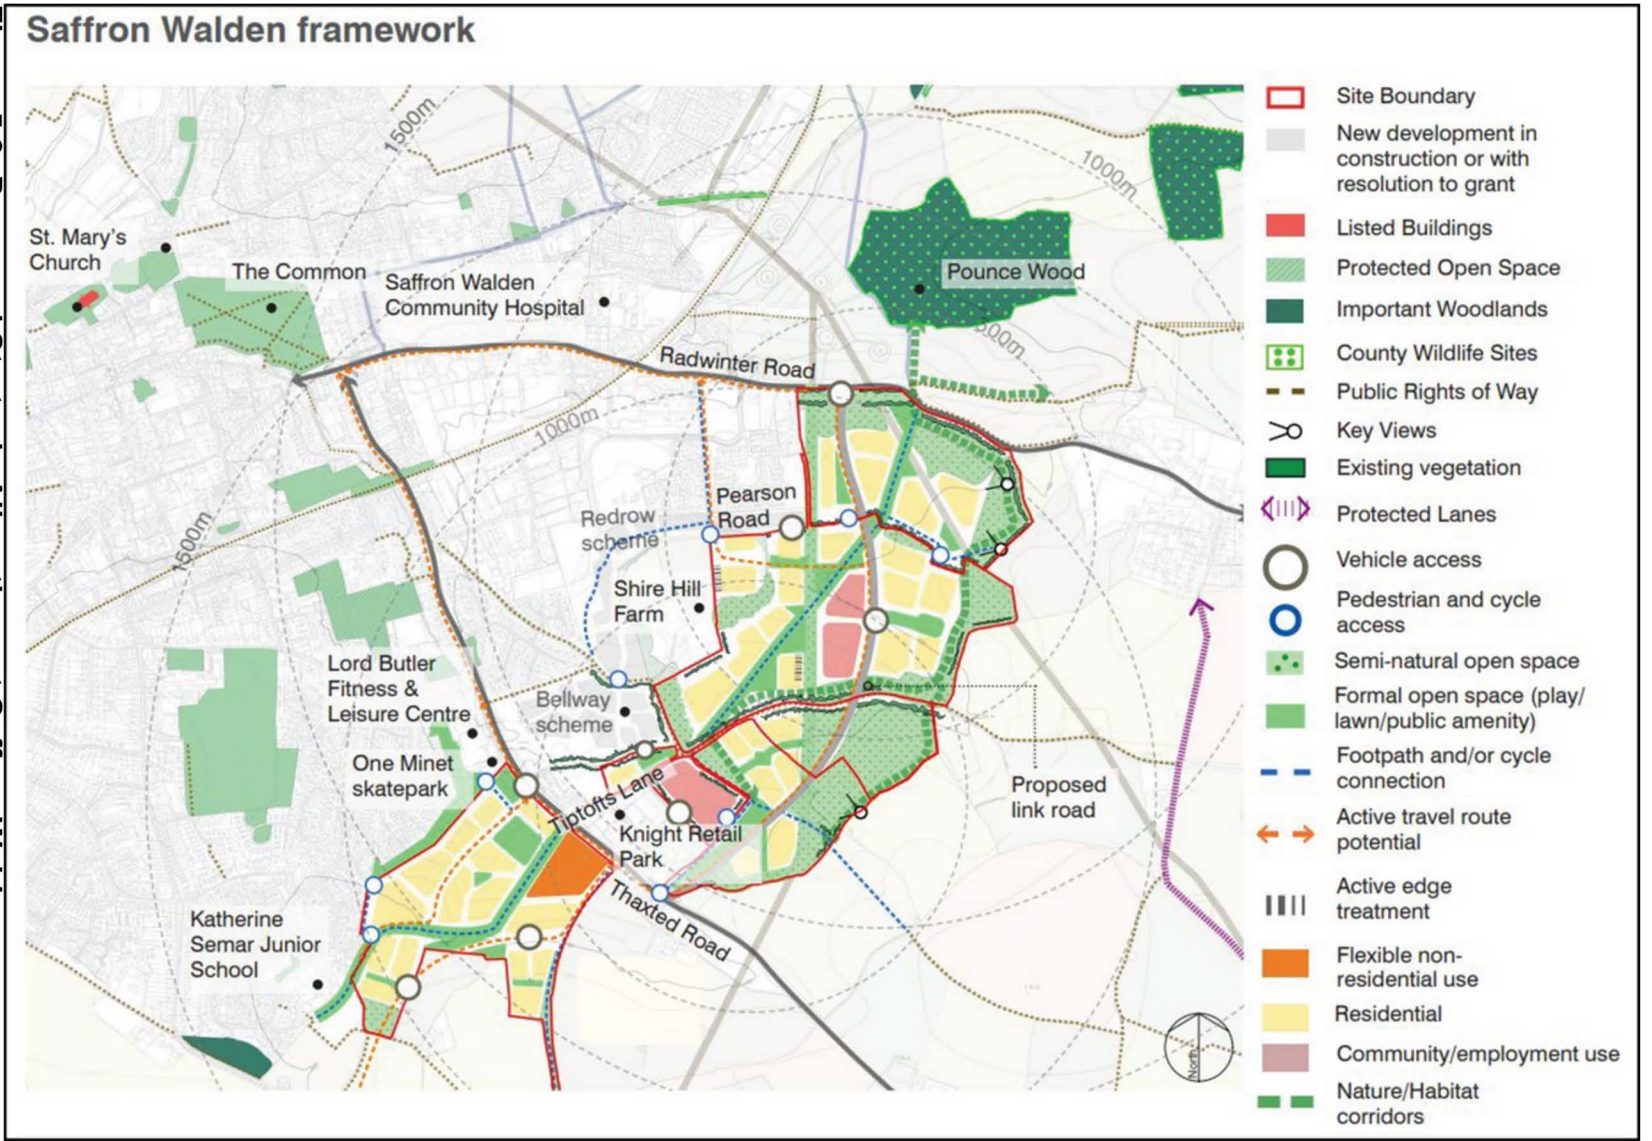 Saffron Walden framework
1500m
1000m
St. Mary's
Church
The Common
Saffron Walden
Community Hospital
Pounce Wood
500m
Radwinter Road
1000m
1500m
Pearson
Road
Redrow
scheme
Shire Hill
Farm
Lord Butler
Fitness &
Leisure Centre
Bellway
scheme
One Minet
skatepark
Tiptofts Lane
Knight Retail
Park
Proposed
link road
Thaxted Road
Katherine
Semar Junior
School
North
Site Boundary
New development in
construction or with
resolution to grant
Listed Buildings
Protected Open Space
Important Woodlands
County Wildlife Sites
Public Rights of Way
Key Views
Existing vegetation
Protected Lanes
Vehicle access
Pedestrian and cycle
access
Semi-natural open space
Formal open space (play/
lawn/public amenity)
Footpath and/or cycle
connection
Active travel route
potential
Active edge
treatment
Flexible non-
residential use
Residential
Community/employment use
Nature/Habitat
corridors